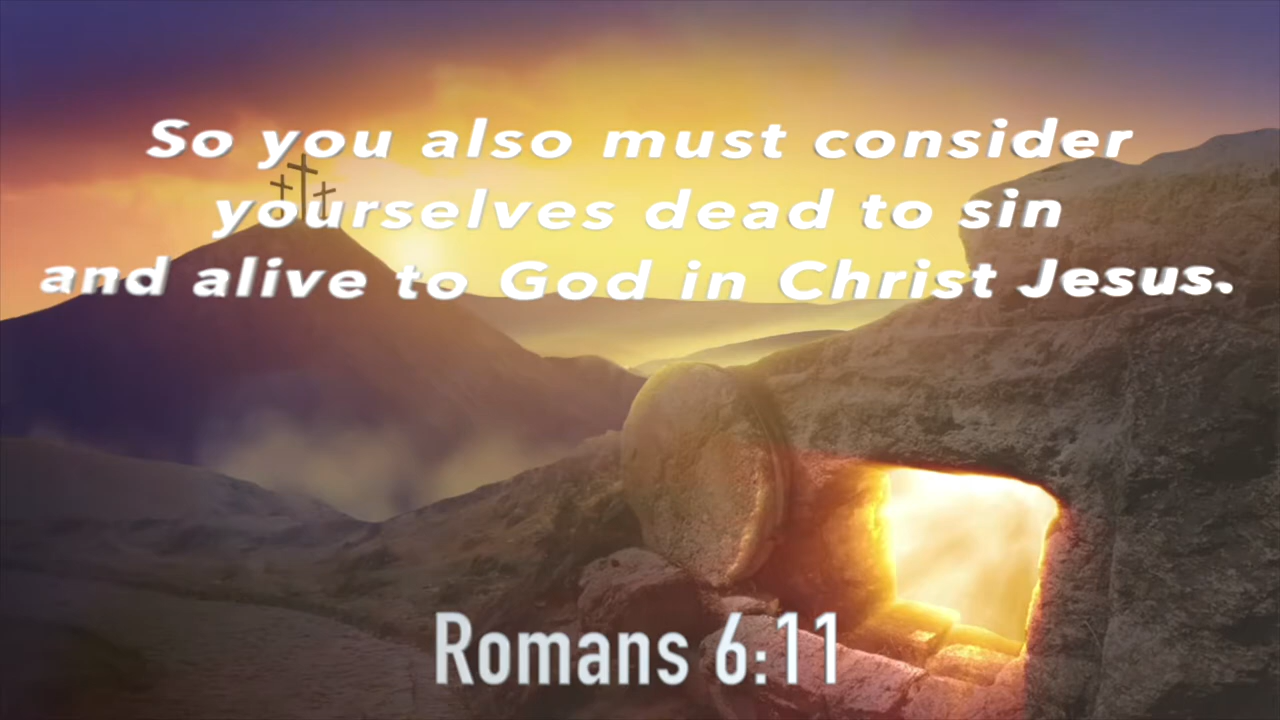 So you also must consider
yourselves dead to sin
and alive to God in Christ Jesus.
Romans 6:11